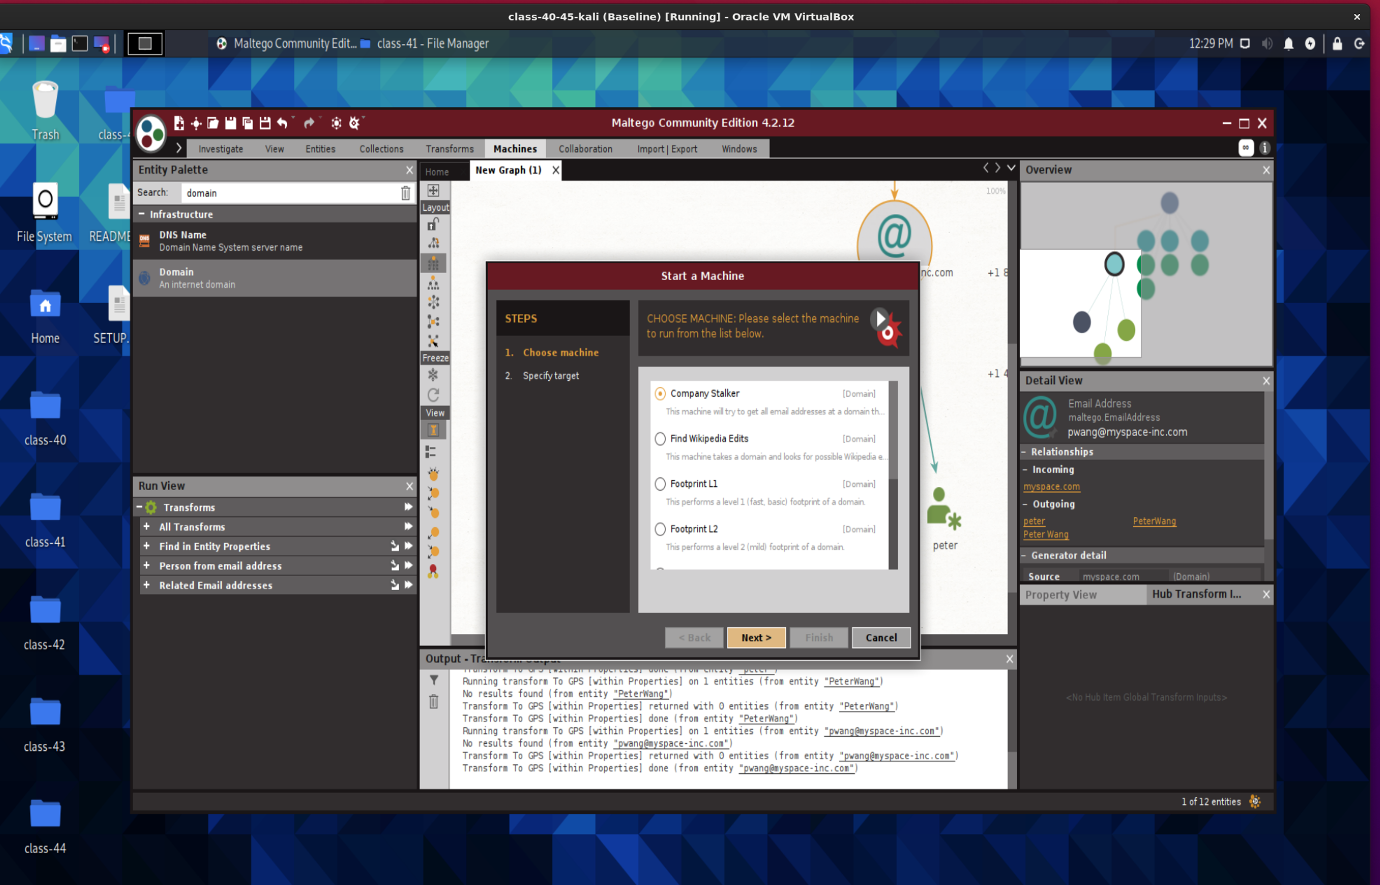 class-40-45-kali (Baseline) [Running] - Oracle VM VirtualBox
Maltego Community Edit...
class-41 - File Manager
12:29 PM
Trash
class-4
File System
README
Home
SETUP.
class-40
class-41
class-42
class-43
class-44
Maltego Community Edition 4.2.12
Investigate View Entities Collections Transforms Machines Collaboration Import | Export Windows
Entity Palette
Search: domain
Infrastructure
DNS Name
Domain Name System server name
Domain
An internet domain
Run View
Transforms
All Transforms
Find in Entity Properties
Person from email address
Related Email addresses
Home New Graph (1)
Layout
Freeze
View
100%
nc.com
+1 8
+1 4
peter
Start a Machine
STEPS
1. Choose machine
2. Specify target
CHOOSE MACHINE: Please select the machine
to run from the list below.
Company Stalker [Domain]
This machine will try to get all email addresses at a domain th...
Find Wikipedia Edits [Domain]
This machine takes a domain and looks for possible Wikipedia e...
Footprint L1 [Domain]
This performs a level 1 (fast, basic) footprint of a domain.
Footprint L2 [Domain]
This performs a level 2 (mild) footprint of a domain.
< Back Next > Finish Cancel
Output - Transform Output
Transform To GPS [within Properties] done (from entity "peter")
Running transform To GPS [within Properties] on 1 entities (from entity "PeterWang")
No results found (from entity "PeterWang")
Transform To GPS [within Properties] returned with 0 entities (from entity "PeterWang")
Transform To GPS [within Properties] done (from entity "PeterWang")
Running transform To GPS [within Properties] on 1 entities (from entity "pwang@myspace-inc.com")
No results found (from entity "pwang@myspace-inc.com")
Transform To GPS [within Properties] returned with 0 entities (from entity "pwang@myspace-inc.com")
Transform To GPS [within Properties] done (from entity "pwang@myspace-inc.com")
Overview
Detail View
Email Address
maltego.EmailAddress
pwang@myspace-inc.com
Relationships
Incoming
myspace.com
Outgoing
peter PeterWang
Peter Wang
Generator detail
Source myspace.com (Domain)
Property View Hub Transform I...
<No Hub Item Global Transform Inputs>
1 of 12 entities